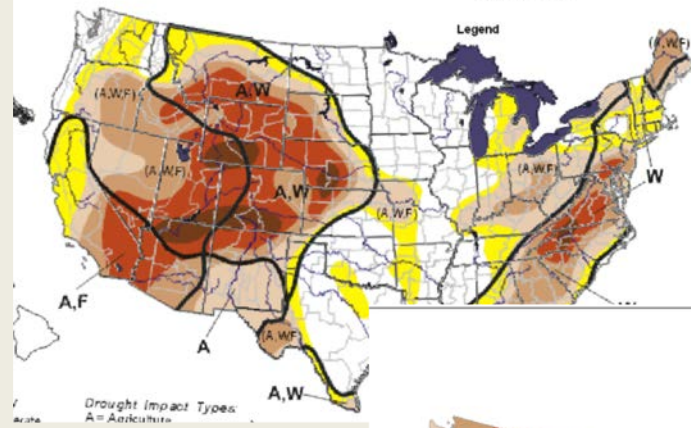 Legend
(A,W,F)
(A,W,F)
A,W
(A,W,F)
(A,W,F)
W
A,W
(A,W,F)
A,F
A
(A,W,F)
A,W
Drought Impact Types:
A = Agriculture